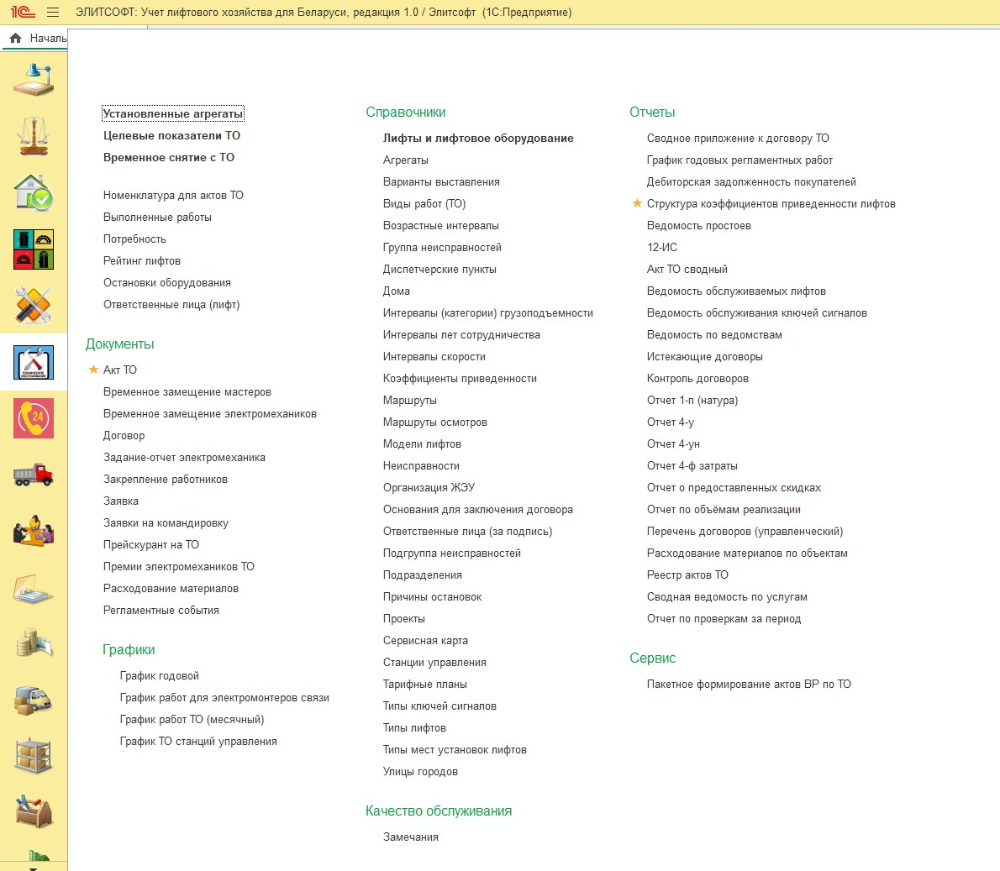 1С
ЭЛИТСОФТ: Учет лифтового хозяйства для Беларуси, редакция 1.0 / Элитсофт (1С:Предприятие)
Началь
Установленные агрегаты
Целевые показатели ТО
Временное снятие с ТО
Номенклатура для актов ТО
Выполненные работы
Потребность
Рейтинг лифтов
Остановки оборудования
Ответственные лица (лифт)
Документы
Акт ТО
Временное замещение мастеров
Временное замещение электромехаников
Договор
Задание-отчет электромеханика
Закрепление работников
Заявка
Заявки на командировку
Прейскурант на ТО
Премии электромехаников ТО
Расходование материалов
Регламентные события
Графики
График годовой
График работ для электромонтеров связи
График работ ТО (месячный)
График ТО станций управления
Справочники
Лифты и лифтовое оборудование
Агрегаты
Варианты выставления
Виды работ (ТО)
Возрастные интервалы
Группа неисправностей
Диспетчерские пункты
Дома
Интервалы (категории) грузоподъемности
Интервалы лет сотрудничества
Интервалы скорости
Коэффициенты приведенности
Маршруты
Маршруты осмотров
Модели лифтов
Неисправности
Организация ЖЭУ
Основания для заключения договора
Ответственные лица (за подпись)
Подгруппа неисправностей
Подразделения
Причины остановок
Проекты
Сервисная карта
Станции управления
Тарифные планы
Типы ключей сигналов
Типы лифтов
Типы мест установок лифтов
Улицы городов
Качество обслуживания
Замечания
Отчеты
Сводное приложение к договору ТО
График годовых регламентных работ
Дебиторская задолженность покупателей
Структура коэффициентов приведенности лифтов
Ведомость простоев
12-ИС
Акт ТО сводный
Ведомость обслуживаемых лифтов
Ведомость обслуживания ключей сигналов
Ведомость по ведомствам
Истекающие договоры
Контроль договоров
Отчет 1-п (натура)
Отчет 4-у
Отчет 4-ун
Отчет 4-ф затраты
Отчет о предоставленных скидках
Отчет по объёмам реализации
Перечень договоров (управленческий)
Расходование материалов по объектам
Реестр актов ТО
Сводная ведомость по услугам
Отчет по проверкам за период
Сервис
Пакетное формирование актов ВР по ТО
ТЕХНИЧЕСКОЕ
ОБСЛУЖИВАНИЕ
24